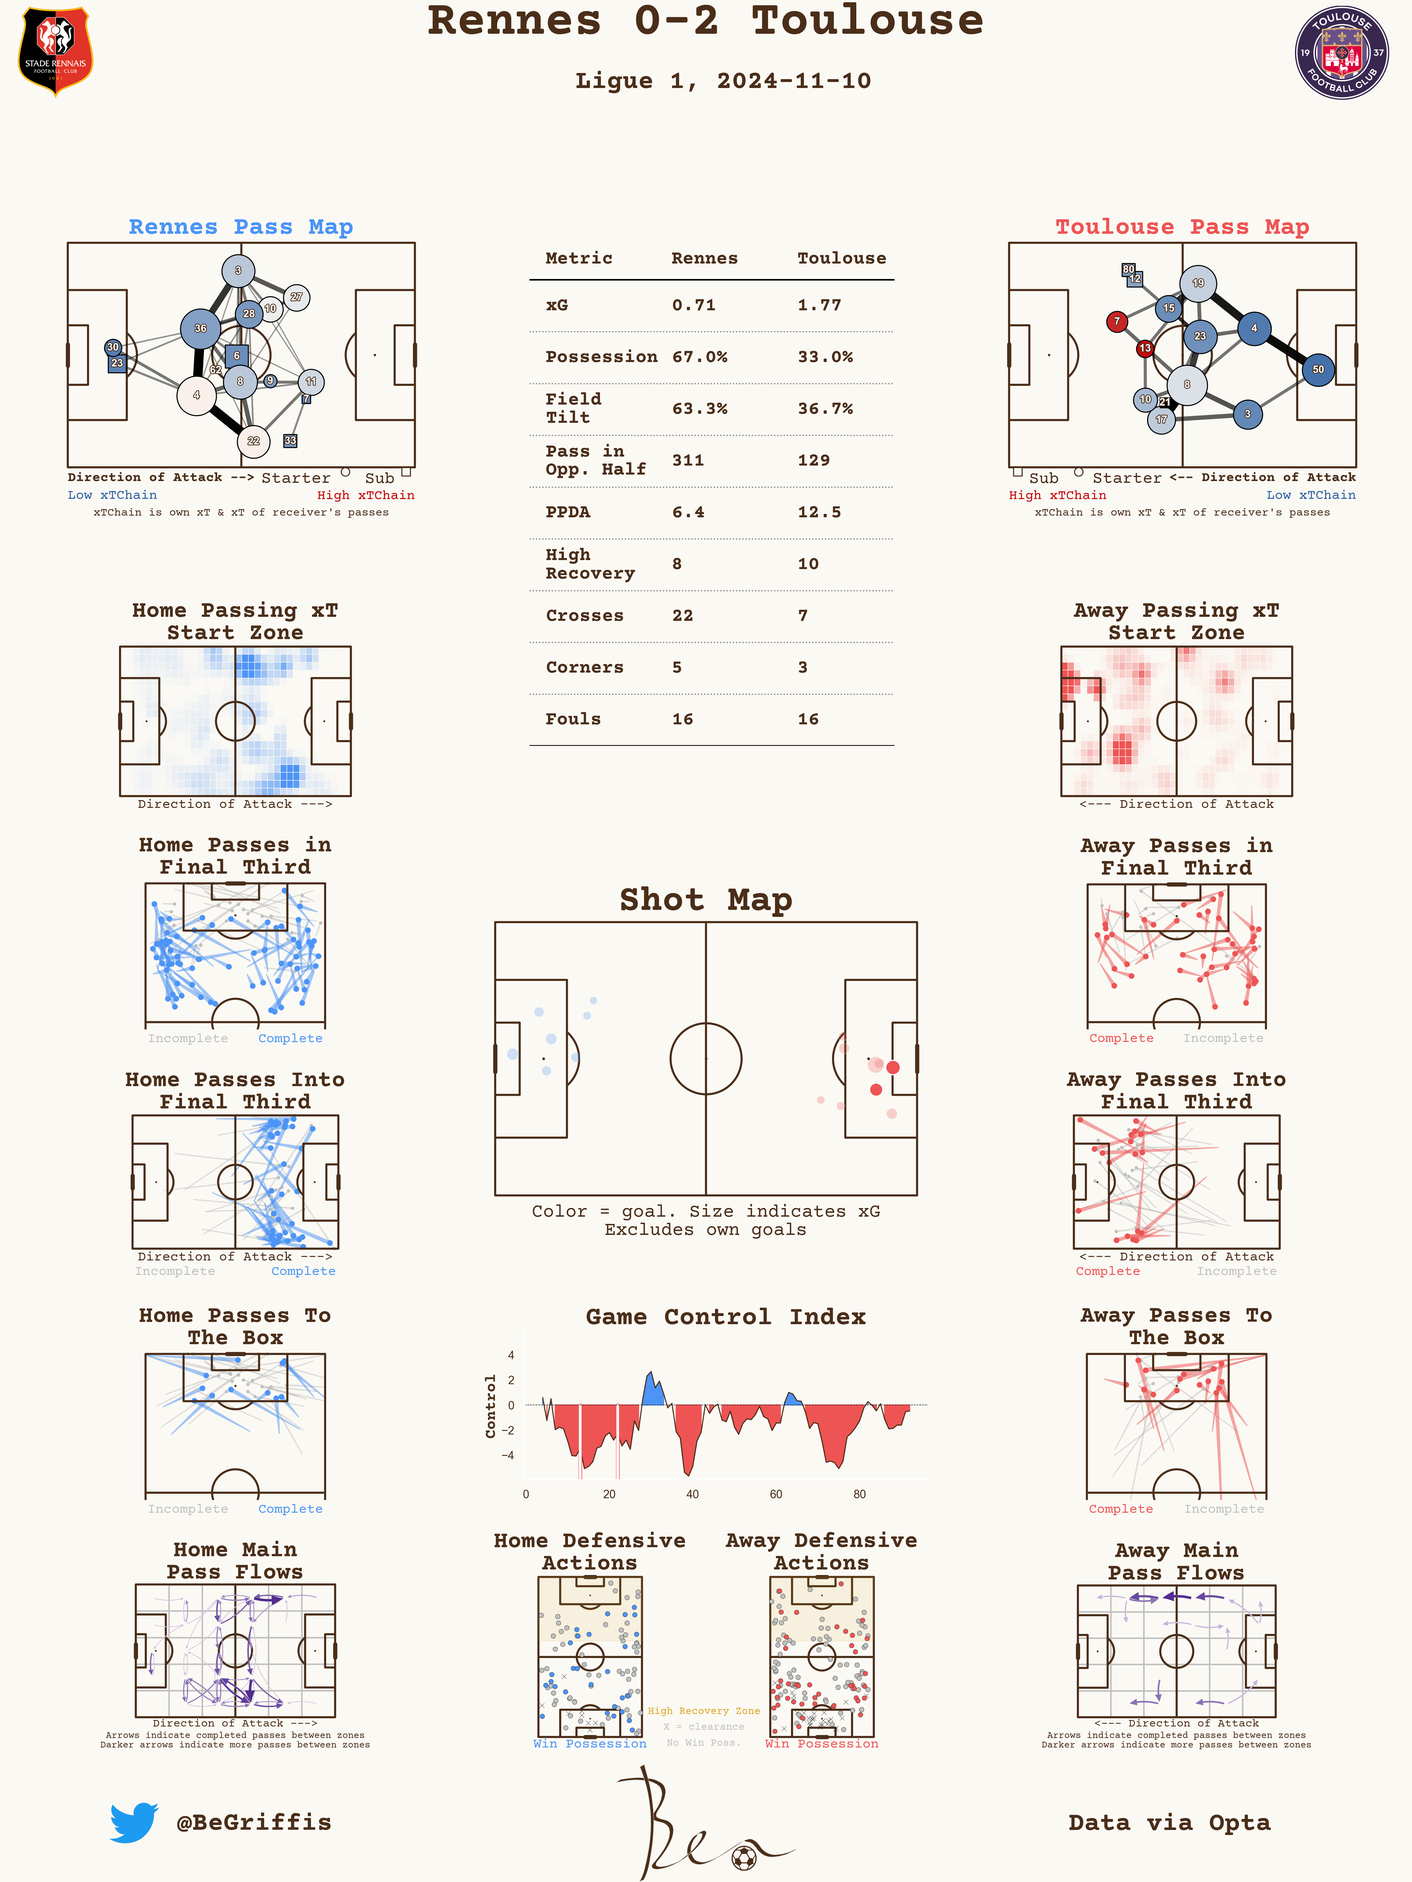 Rennes 0-2 Toulouse
Ligue 1, 2024-11-10
STADE RENNAIS
FOOTBALL CLUB
1901
TOULOUSE
19 37
FOOTBALL CLUB
Rennes Pass Map
3
27
10
28
36
30
23
6
62
8
9
11
7
4
22
33
Direction of Attack --> Starter Sub
Low xTChain High xTChain
xTChain is own xT & xT of receiver's passes
Metric Rennes Toulouse
xG 0.71 1.77
Possession 67.0% 33.0%
Field
Tilt 63.3% 36.7%
Pass in
Opp. Half 311 129
PPDA 6.4 12.5
High
Recovery 8 10
Crosses 22 7
Corners 5 3
Fouls 16 16
Toulouse Pass Map
80
12
19
15
7
4
23
13
50
8
10
21
17
3
Sub Starter <-- Direction of Attack
High xTChain Low xTChain
xTChain is own xT & xT of receiver's passes
Home Passing xT
Start Zone
Direction of Attack --->
Away Passing xT
Start Zone
<--- Direction of Attack
Home Passes in
Final Third
Incomplete Complete
Away Passes in
Final Third
Complete Incomplete
Shot Map
Color = goal. Size indicates xG
Excludes own goals
Home Passes Into
Final Third
Direction of Attack --->
Incomplete Complete
Away Passes Into
Final Third
<--- Direction of Attack
Complete Incomplete
Home Passes To
The Box
Incomplete Complete
Game Control Index
Control
4
2
0
−2
−4
0 20 40 60 80
Away Passes To
The Box
Complete Incomplete
Home Main
Pass Flows
Direction of Attack --->
Arrows indicate completed passes between zones
Darker arrows indicate more passes between zones
Home Defensive
Actions
Win Possession
High Recovery Zone
X = clearance
No Win Poss.
Away Defensive
Actions
Win Possession
Away Main
Pass Flows
<--- Direction of Attack
Arrows indicate completed passes between zones
Darker arrows indicate more passes between zones
@BeGriffis
Ben
Data via Opta